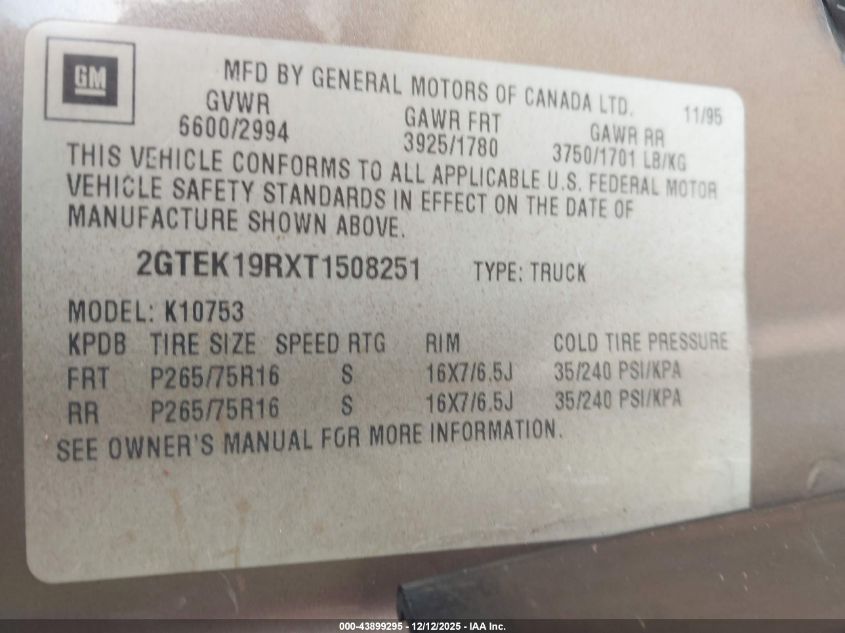 GM
MFD BY GENERAL MOTORS OF CANADA LTD.
11/95
GVWR GAWR FRT GAWR RR
6600/2994 3925/1780 3750/1701 LB/KG
THIS VEHICLE CONFORMS TO ALL APPLICABLE U.S. FEDERAL MOTOR
VEHICLE SAFETY STANDARDS IN EFFECT ON THE DATE OF
MANUFACTURE SHOWN ABOVE.
2GTEK19RXT1508251 TYPE: TRUCK
MODEL: K10753
KPDB TIRE SIZE SPEED RTG RIM COLD TIRE PRESSURE
FRT P265/75R16 S 16X7/6.5J 35/240 PSI/KPA
RR P265/75R16 S 16X7/6.5J 35/240 PSI/KPA
SEE OWNER'S MANUAL FOR MORE INFORMATION.
000-43899295 - 12/12/2025 - IAA Inc.